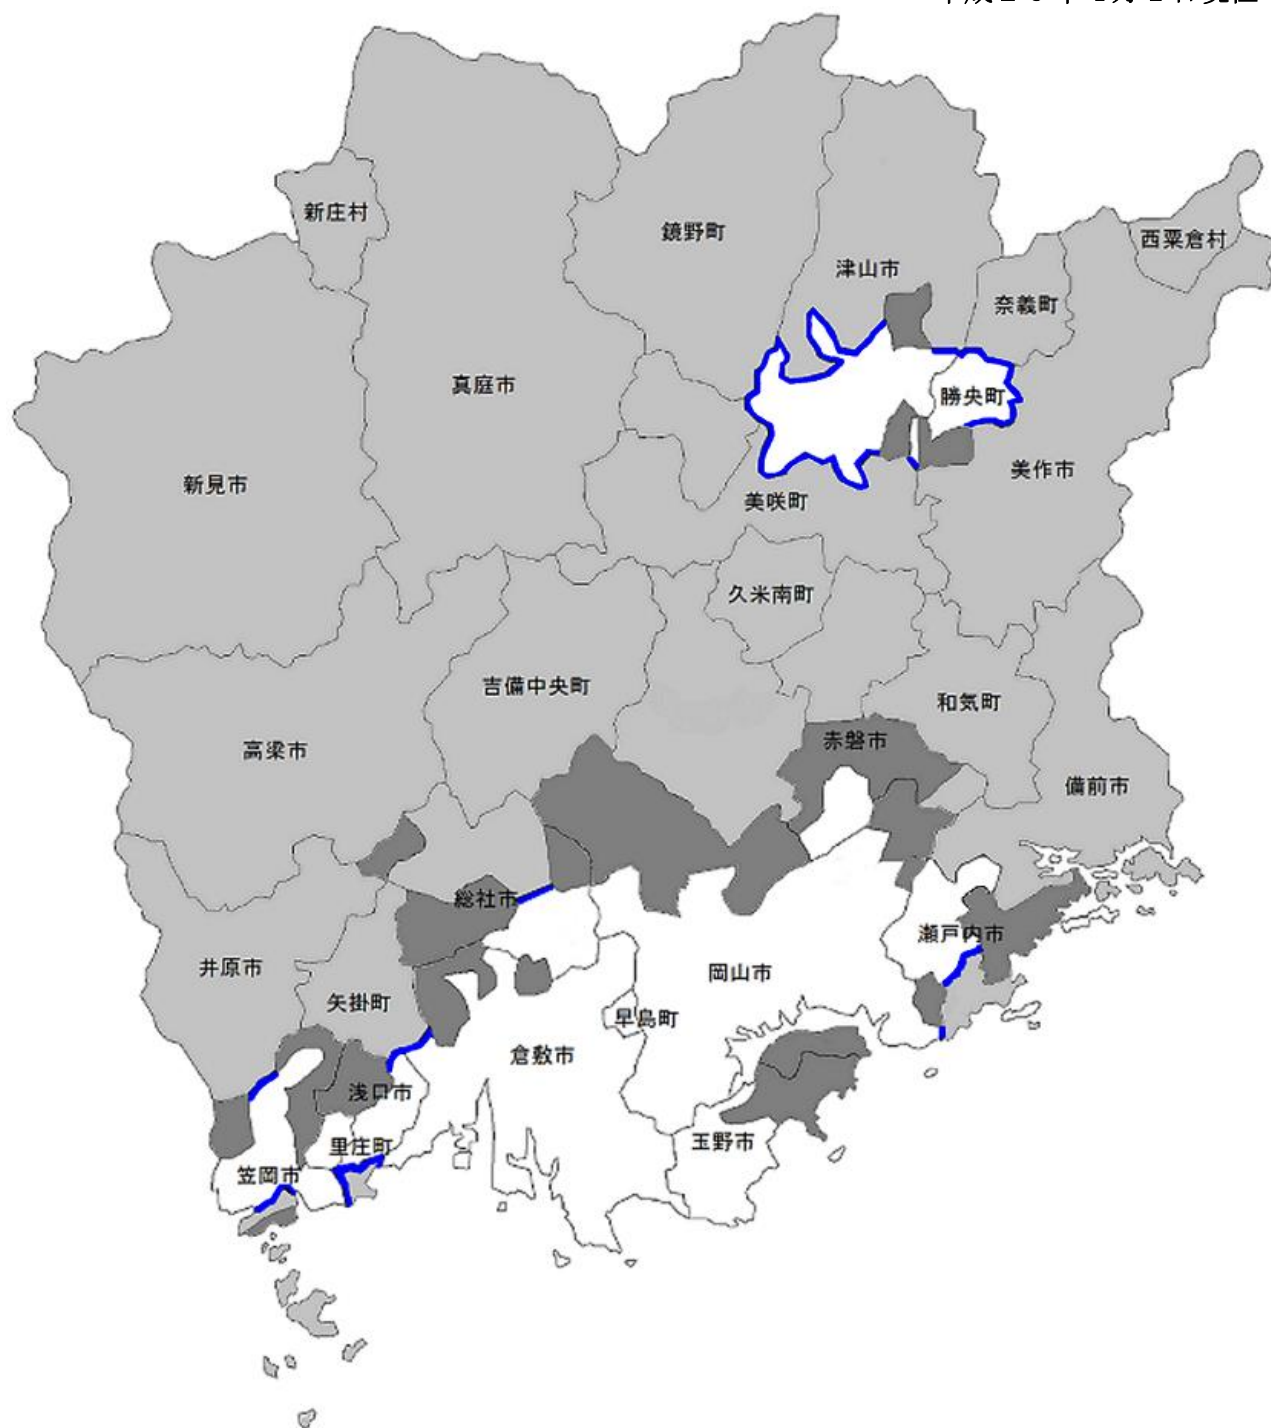 新庄村
鏡野町
西粟倉村
津山市
奈義町
真庭市
勝央町
美作市
新見市
美咲町
久米南町
吉備中央町
和気町
赤磐市
高梁市
備前市
総社市
瀬戸内市
井原市
岡山市
矢掛町
早島町
倉敷市
浅口市
玉野市
里庄町
笠岡市